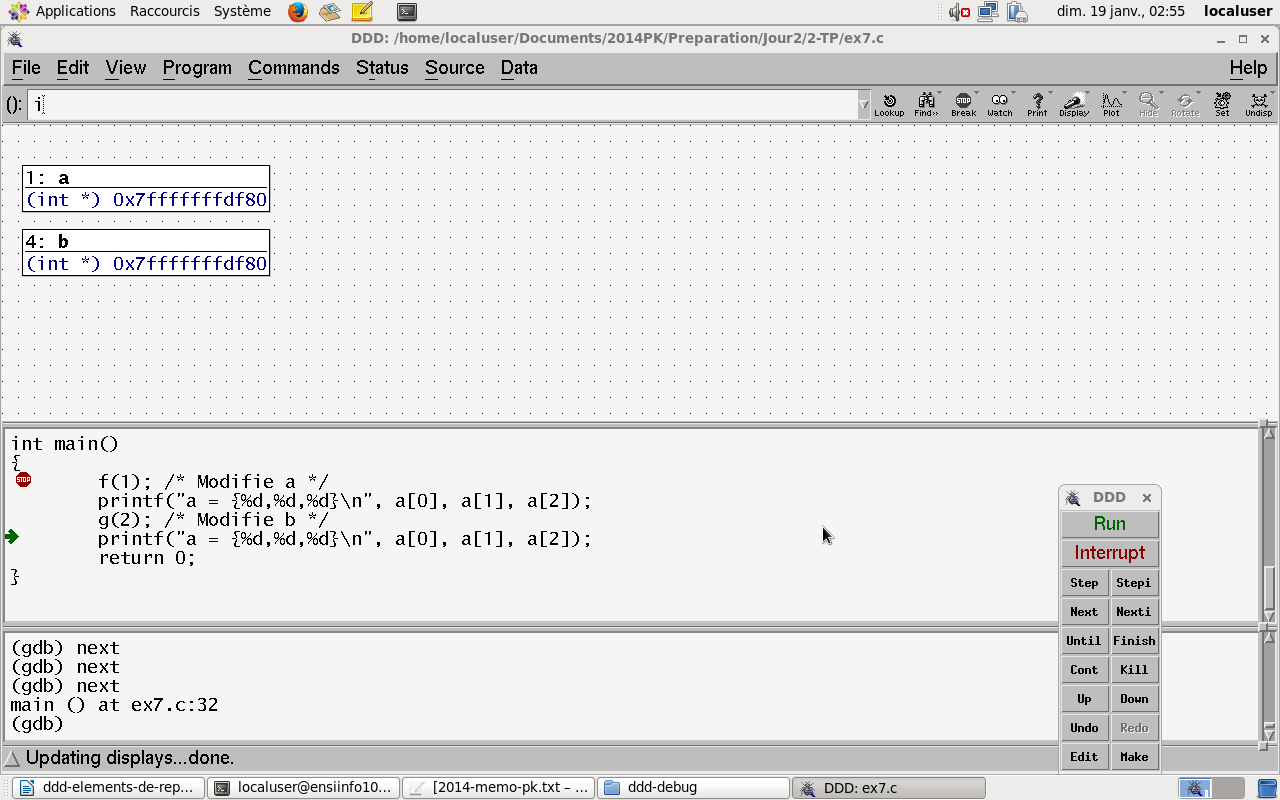 Applications Raccourcis Système dim. 19 janv., 02:55 localuser
DDD: /home/localuser/Documents/2014PK/Preparation/Jour2/2-TP/ex7.c
File Edit View Program Commands Status Source Data Help
(): i
Lookup Find» Break Watch Print Display Plot Hide Rotate Set Undisp
STOP
1: a
(int *) 0x7fffffffdf80
4: b
(int *) 0x7fffffffdf80
int main()
{
STOP f(1); /* Modifie a */
printf("a = {%d,%d,%d}\n", a[0], a[1], a[2]);
g(2); /* Modifie b */
printf("a = {%d,%d,%d}\n", a[0], a[1], a[2]);
return 0;
}
DDD
Run
Interrupt
Step Stepi
Next Nexti
Until Finish
Cont Kill
Up Down
Undo Redo
Edit Make
(gdb) next
(gdb) next
(gdb) next
main () at ex7.c:32
(gdb)
Updating displays...done.
ddd-elements-de-rep... localuser@ensiinfo10... [2014-memo-pk.txt – ... ddd-debug DDD: ex7.c